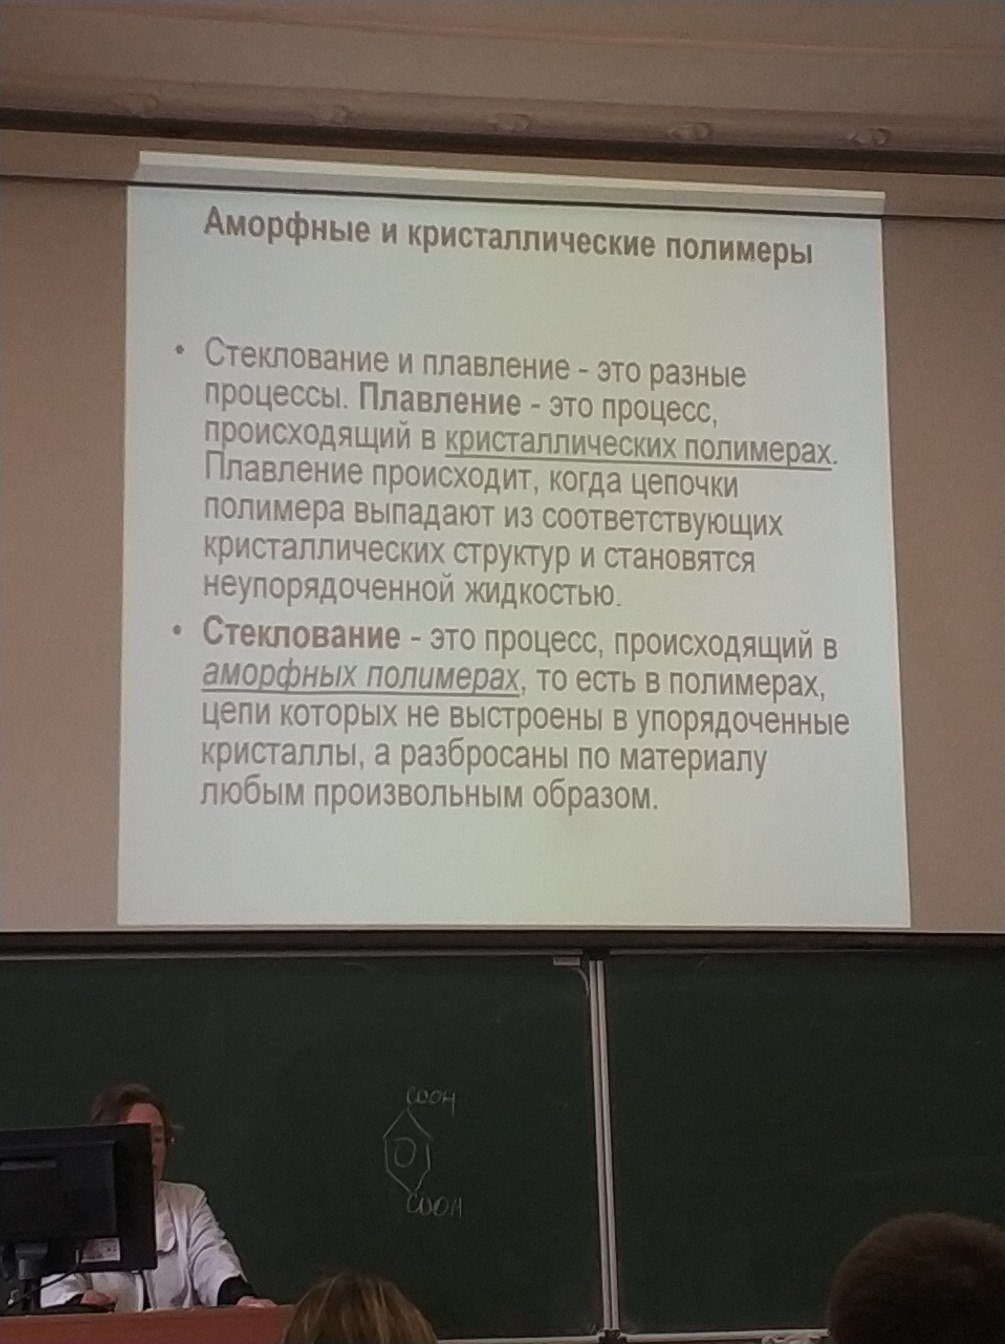 Аморфные и кристаллические полимеры
• Стеклование и плавление - это разные
процессы. Плавление - это процесс,
происходящий в кристаллических полимерах.
Плавление происходит, когда цепочки
полимера выпадают из соответствующих
кристаллических структур и становятся
неупорядоченной жидкостью.
• Стеклование - это процесс, происходящий в
аморфных полимерах, то есть в полимерах,
цепи которых не выстроены в упорядоченные
кристаллы, а разбросаны по материалу
любым произвольным образом.
COOH
COOH